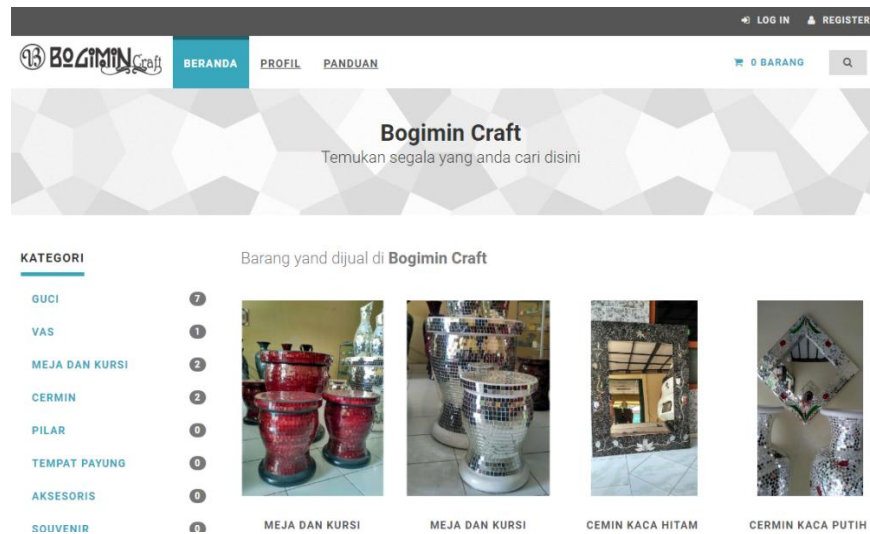 LOG IN REGISTER
BOGIMIN Craft BERANDA PROFIL PANDUAN 0 BARANG
Bogimin Craft
Temukan segala yang anda cari disini
KATEGORI
Barang yand dijual di Bogimin Craft
GUCI 7
VAS 1
MEJA DAN KURSI 2
CERMIN 2
PILAR 0
TEMPAT PAYUNG 0
AKSESORIS 0
SOUVENIR 0
MEJA DAN KURSI
MEJA DAN KURSI
CEMIN KACA HITAM
CERMIN KACA PUTIH